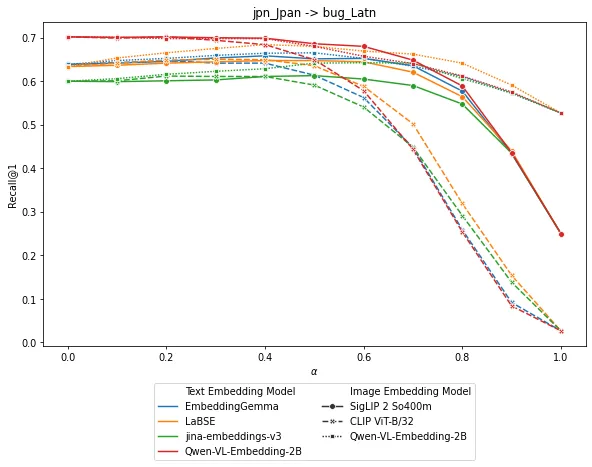 jpn_Jpan -> bug_Latn
Recall@1
0.7
0.6
0.5
0.4
0.3
0.2
0.1
0.0
0.0 0.2 0.4 0.6 0.8 1.0
α
Text Embedding Model
EmbeddingGemma
LaBSE
jina-embeddings-v3
Qwen-VL-Embedding-2B
Image Embedding Model
SigLIP 2 So400m
CLIP ViT-B/32
Qwen-VL-Embedding-2B